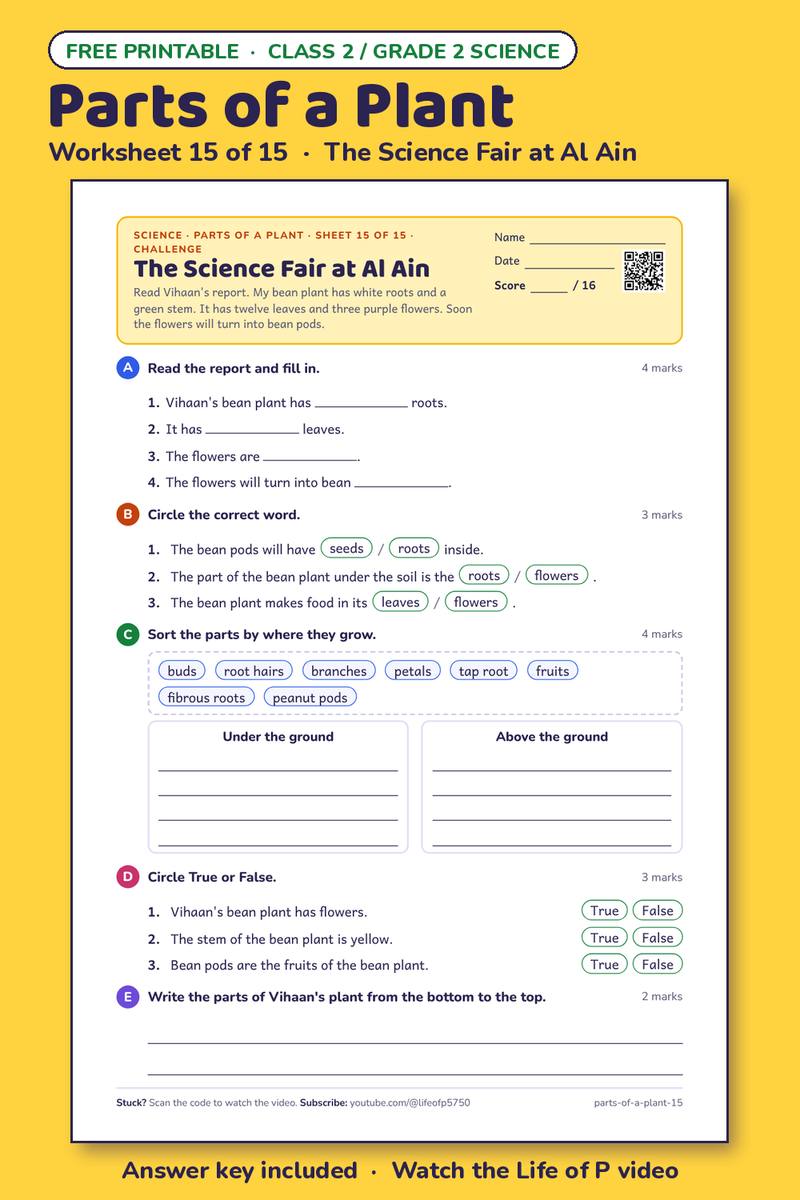 FREE PRINTABLE · CLASS 2 / GRADE 2 SCIENCE
Parts of a Plant
Worksheet 15 of 15 · The Science Fair at Al Ain
SCIENCE · PARTS OF A PLANT · SHEET 15 OF 15 ·
CHALLENGE
The Science Fair at Al Ain
Read Vihaan's report. My bean plant has white roots and a
green stem. It has twelve leaves and three purple flowers. Soon
the flowers will turn into bean pods.
Name ____________
Date ____________
Score ______ / 16
A Read the report and fill in. 4 marks
1. Vihaan's bean plant has ____________ roots.
2. It has ____________ leaves.
3. The flowers are ____________.
4. The flowers will turn into bean ____________.
B Circle the correct word. 3 marks
1. The bean pods will have seeds / roots inside.
2. The part of the bean plant under the soil is the roots / flowers .
3. The bean plant makes food in its leaves / flowers .
C Sort the parts by where they grow. 4 marks
buds root hairs branches petals tap root fruits
fibrous roots peanut pods
Under the ground Above the ground
D Circle True or False. 3 marks
1. Vihaan's bean plant has flowers. True False
2. The stem of the bean plant is yellow. True False
3. Bean pods are the fruits of the bean plant. True False
E Write the parts of Vihaan's plant from the bottom to the top. 2 marks
Stuck? Scan the code to watch the video. Subscribe: youtube.com/@lifeofp5750 parts-of-a-plant-15
Answer key included · Watch the Life of P video